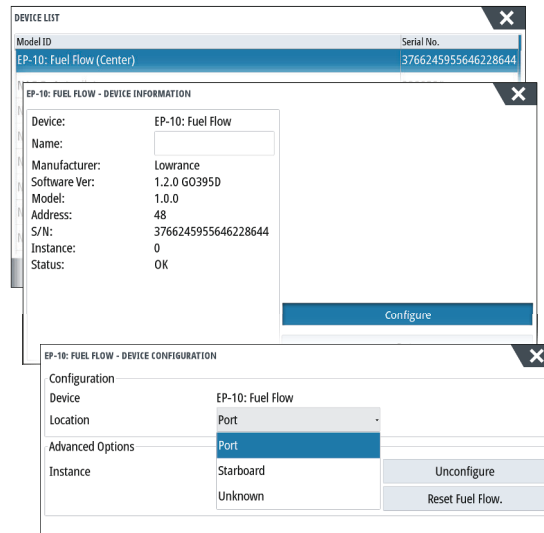 DEVICE LIST
Model ID Serial No.
EP-10: Fuel Flow (Center) 3766245955646228644
EP-10: FUEL FLOW - DEVICE INFORMATION
Device: EP-10: Fuel Flow
Name:
Manufacturer: Lowrance
Software Ver: 1.2.0 GO395D
Model: 1.0.0
Address: 48
S/N: 3766245955646228644
Instance: 0
Status: OK
Configure
EP-10: FUEL FLOW - DEVICE CONFIGURATION
Configuration
Device EP-10: Fuel Flow
Location Port
Port
Advanced Options
Starboard
Instance Unconfigure
Unknown
Reset Fuel Flow.